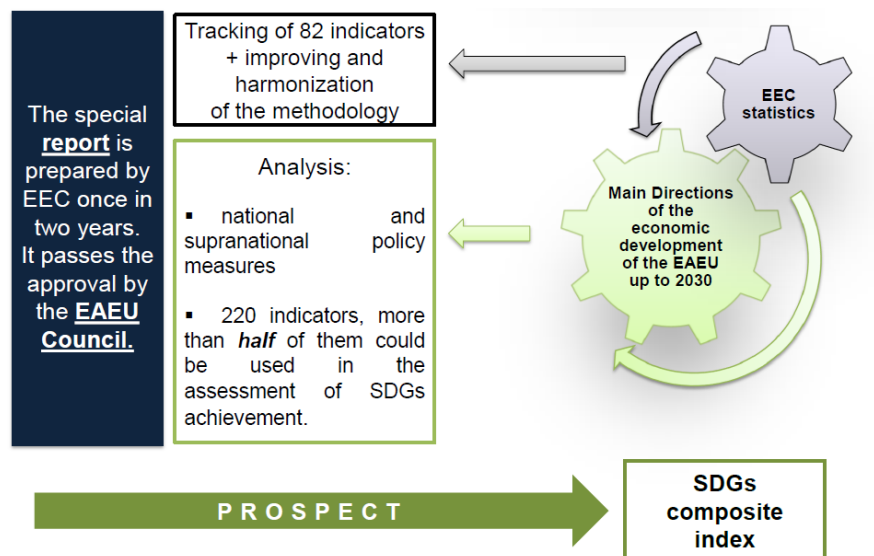 The special
report is
prepared by
EEC once in
two years.
It passes the
approval by
the EAEU
Council.
Tracking of 82 indicators
+ improving and
harmonization
of the methodology
Analysis:
▪ national and
supranational policy
measures
▪ 220 indicators, more
than half of them could
be used in the
assessment of SDGs
achievement.
EEC
statistics
Main Directions
of the
economic
development
of the EAEU
up to 2030
PROSPECT
SDGs
composite
index